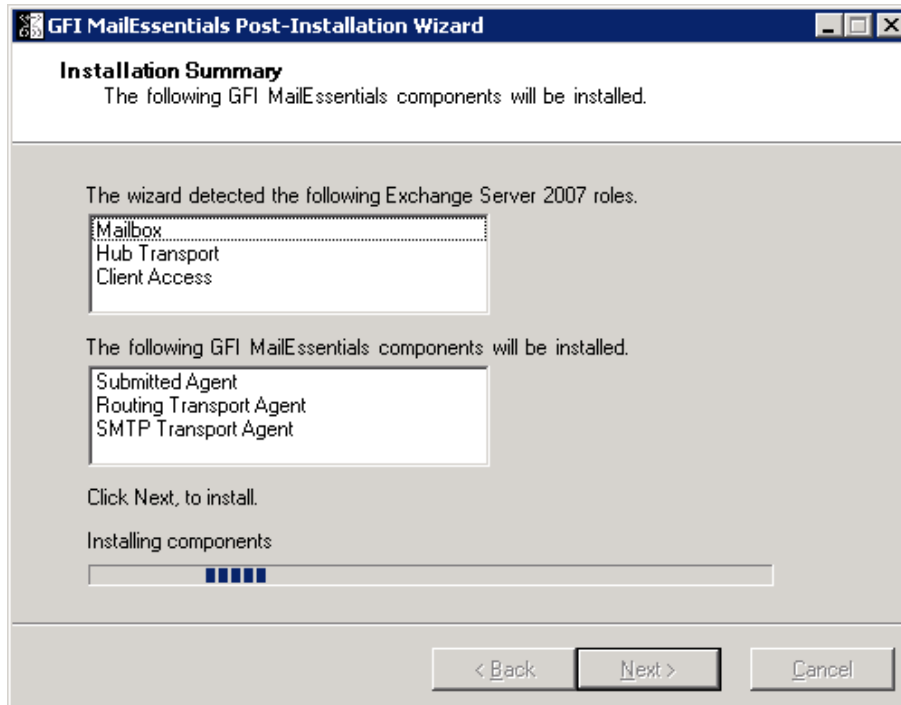 GFI MailEssentials Post-Installation Wizard
Installation Summary
The following GFI MailEssentials components will be installed.
The wizard detected the following Exchange Server 2007 roles.
Mailbox
Hub Transport
Client Access
The following GFI MailEssentials components will be installed.
Submitted Agent
Routing Transport Agent
SMTP Transport Agent
Click Next, to install.
Installing components
< Back
Next >
Cancel